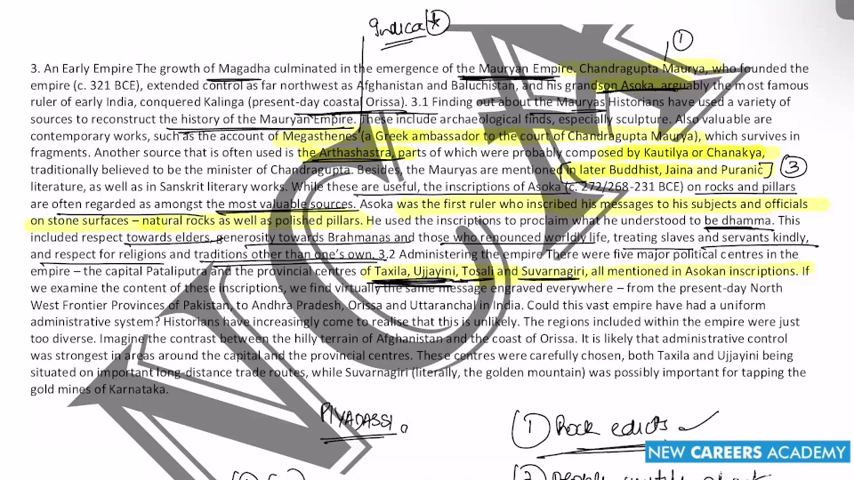 Indica *
①
3. An Early Empire The growth of Magadha culminated in the emergence of the Mauryan Empire. Chandragupta Maurya, who founded the
empire (c. 321 BCE), extended control as far northwest as Afghanistan and Baluchistan, and his grandson Asoka, arguably the most famous
ruler of early India, conquered Kalinga (present-day coastal Orissa). 3.1 Finding out about the Mauryas Historians have used a variety of
sources to reconstruct the history of the Mauryan Empire. These include archaeological finds, especially sculpture. Also valuable are
contemporary works, such as the account of Megasthenes (a Greek ambassador to the court of Chandragupta Maurya), which survives in
fragments. Another source that is often used is the Arthashastra, parts of which were probably composed by Kautilya or Chanakya,
traditionally believed to be the minister of Chandragupta. Besides, the Mauryas are mentioned in later Buddhist, Jaina and Puranic ③
literature, as well as in Sanskrit literary works. While these are useful, the inscriptions of Asoka (c. 272/268-231 BCE) on rocks and pillars
are often regarded as amongst the most valuable sources. Asoka was the first ruler who inscribed his messages to his subjects and officials
on stone surfaces – natural rocks as well as polished pillars. He used the inscriptions to proclaim what he understood to be dhamma. This
included respect towards elders, generosity towards Brahmanas and those who renounced worldly life, treating slaves and servants kindly,
and respect for religions and traditions other than one's own. 3.2 Administering the empire There were five major political centres in the
empire – the capital Pataliputra and the provincial centres of Taxila, Ujjayini, Tosali and Suvarnagiri, all mentioned in Asokan inscriptions. If
we examine the content of these inscriptions, we find virtually the same message engraved everywhere – from the present-day North
West Frontier Provinces of Pakistan, to Andhra Pradesh, Orissa and Uttaranchal in India. Could this vast empire have had a uniform
administrative system? Historians have increasingly come to realise that this is unlikely. The regions included within the empire were just
too diverse. Imagine the contrast between the hilly terrain of Afghanistan and the coast of Orissa. It is likely that administrative control
was strongest in areas around the capital and the provincial centres. These centres were carefully chosen, both Taxila and Ujjayini being
situated on important long-distance trade routes, while Suvarnagiri (literally, the golden mountain) was possibly important for tapping the
gold mines of Karnataka.
PIYADASSI.
① Rock edicts
NEW CAREERS ACADEMY
NCA